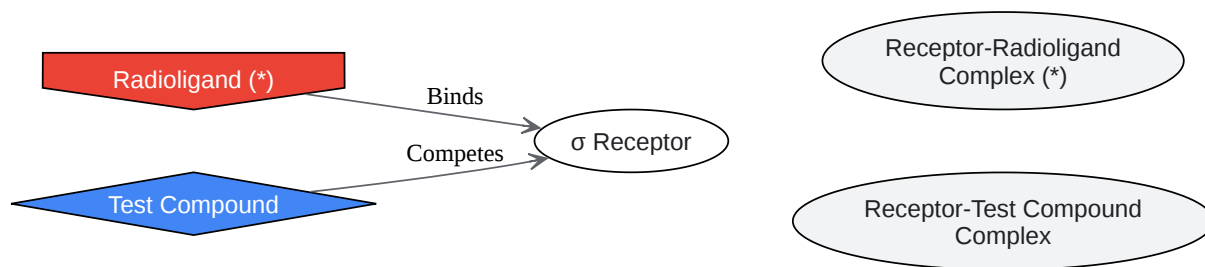 Radioligand (*)
Binds
Test Compound
Competes
σ Receptor
Receptor-Radioligand
Complex (*)
Receptor-Test Compound
Complex